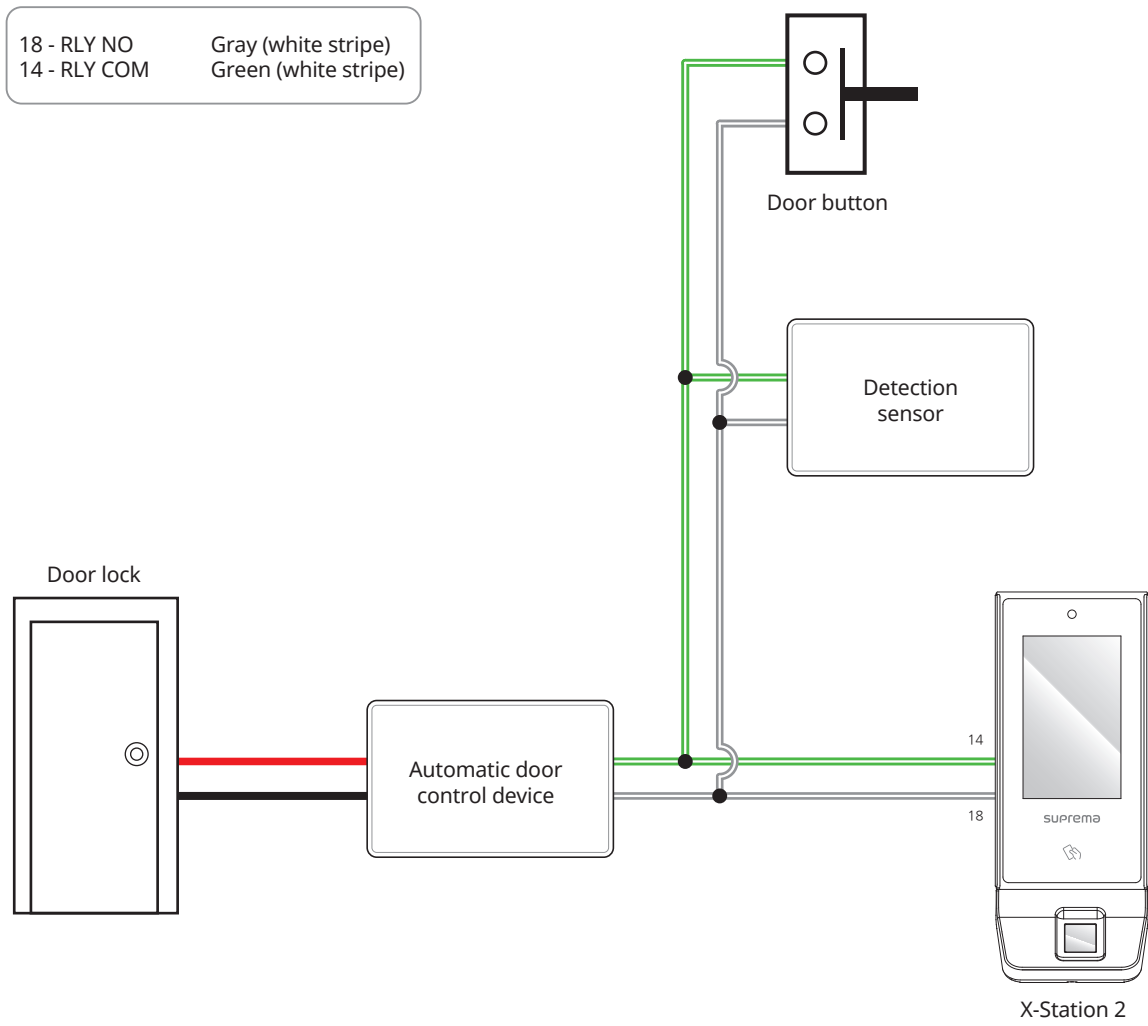 18 - RLY NO Gray (white stripe)
14 - RLY COM Green (white stripe)
Door button
Detection
sensor
Door lock
Automatic door
control device
14
18
suprema
X-Station 2